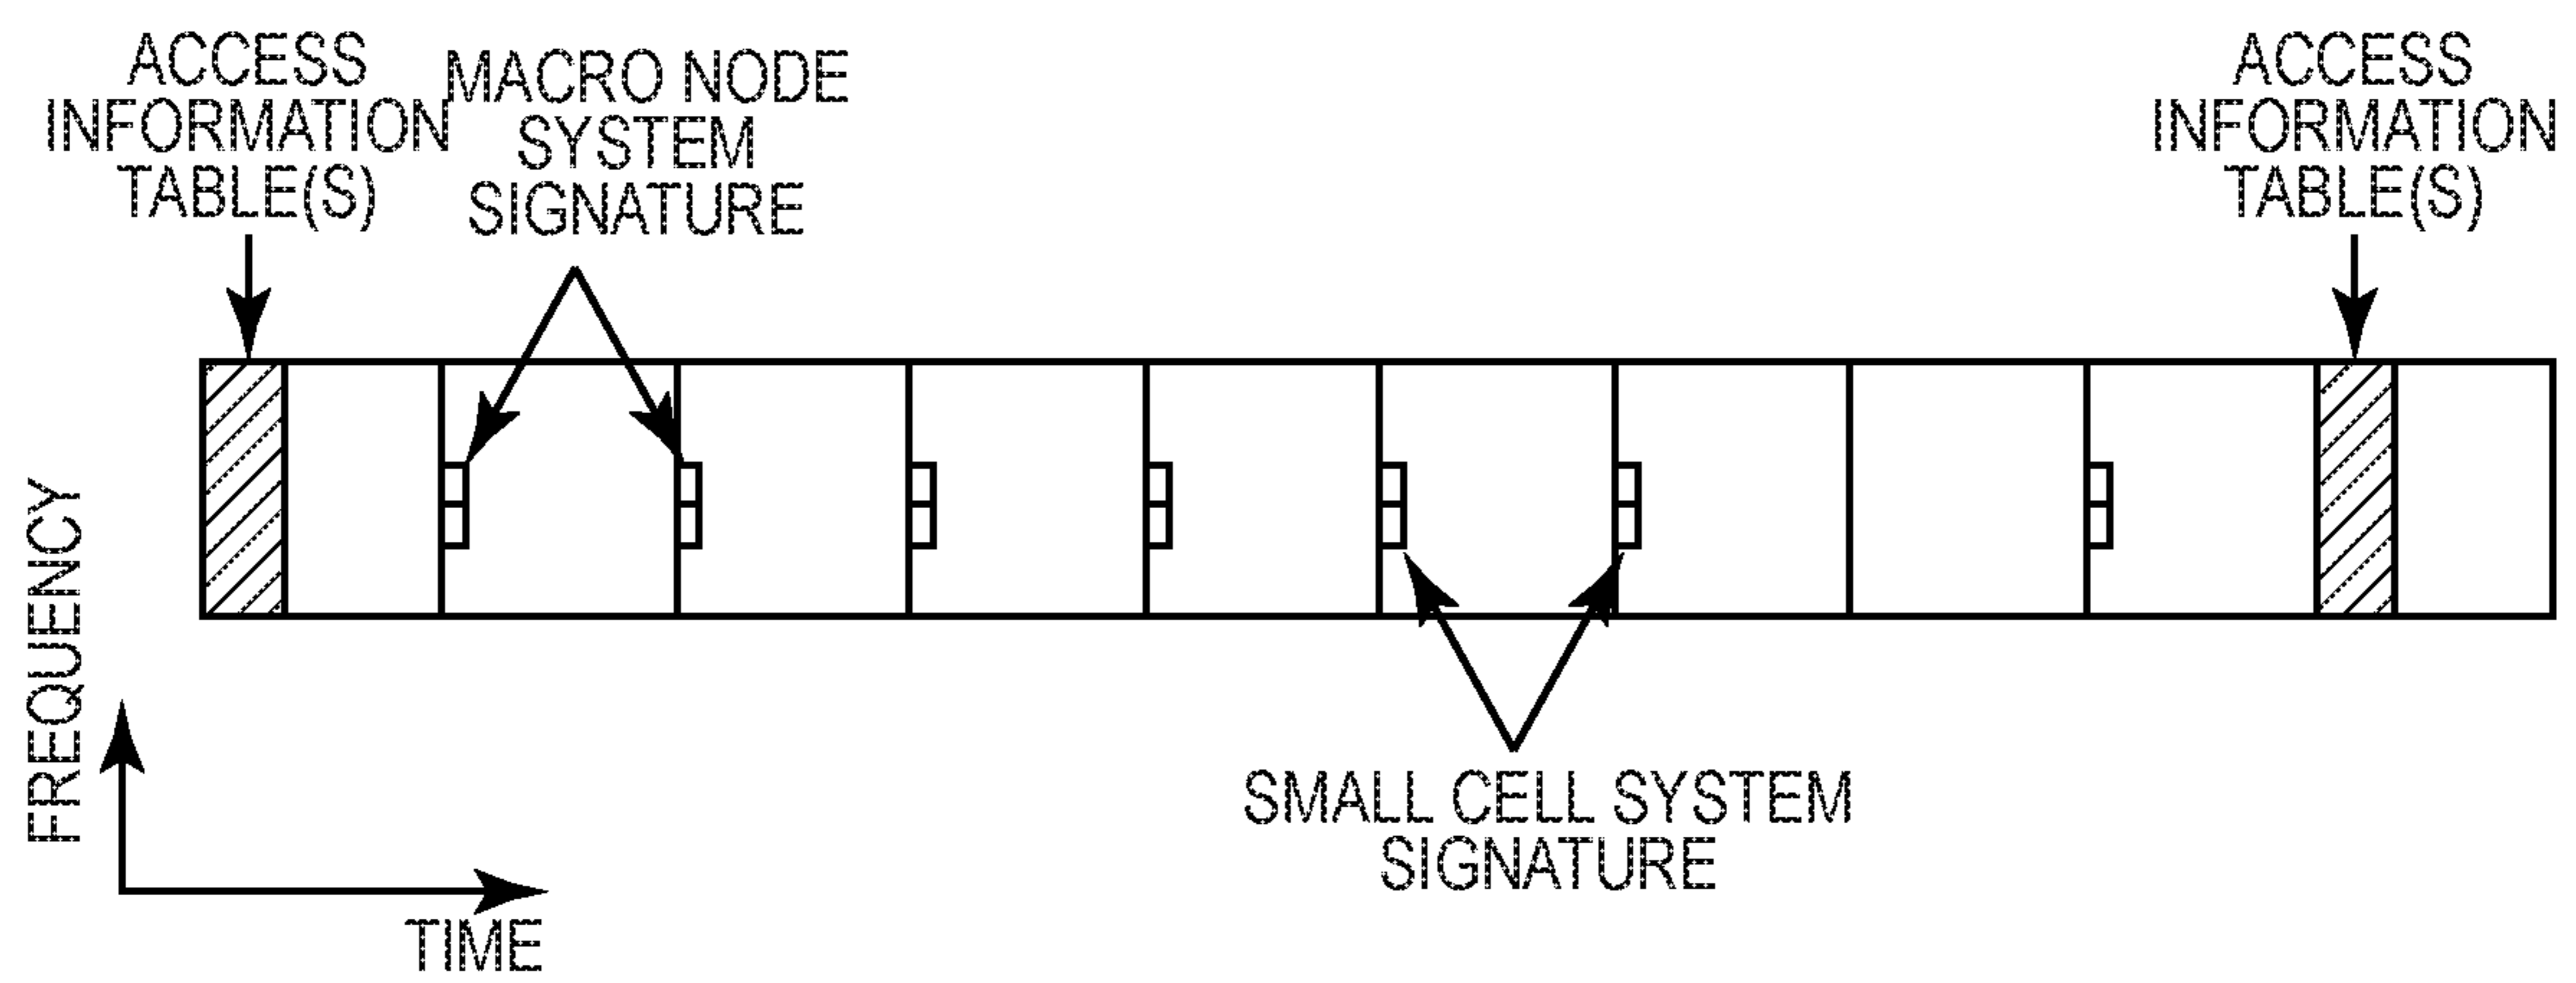 ACCESS
INFORMATION
TABLE(S)
MACRO NODE
SYSTEM
SIGNATURE
ACCESS
INFORMATION
TABLE(S)
FREQUENCY
TIME
SMALL CELL SYSTEM
SIGNATURE